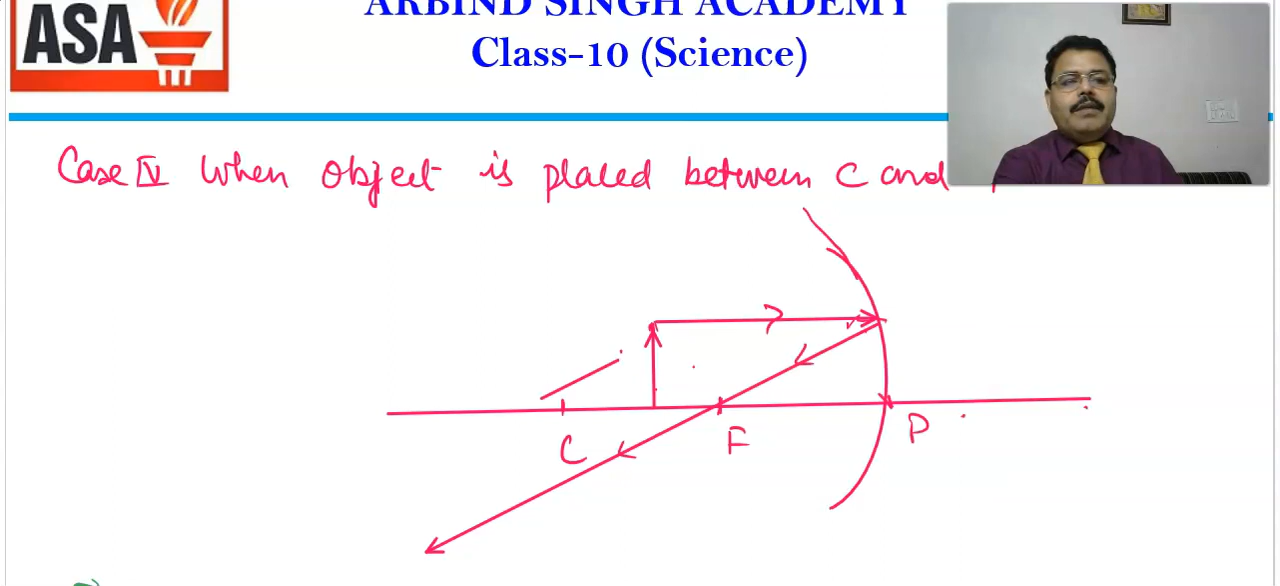 ASA
ARBIND SINGH ACADEMY
Class-10 (Science)
Case IV When object is placed between C and
C
F
P